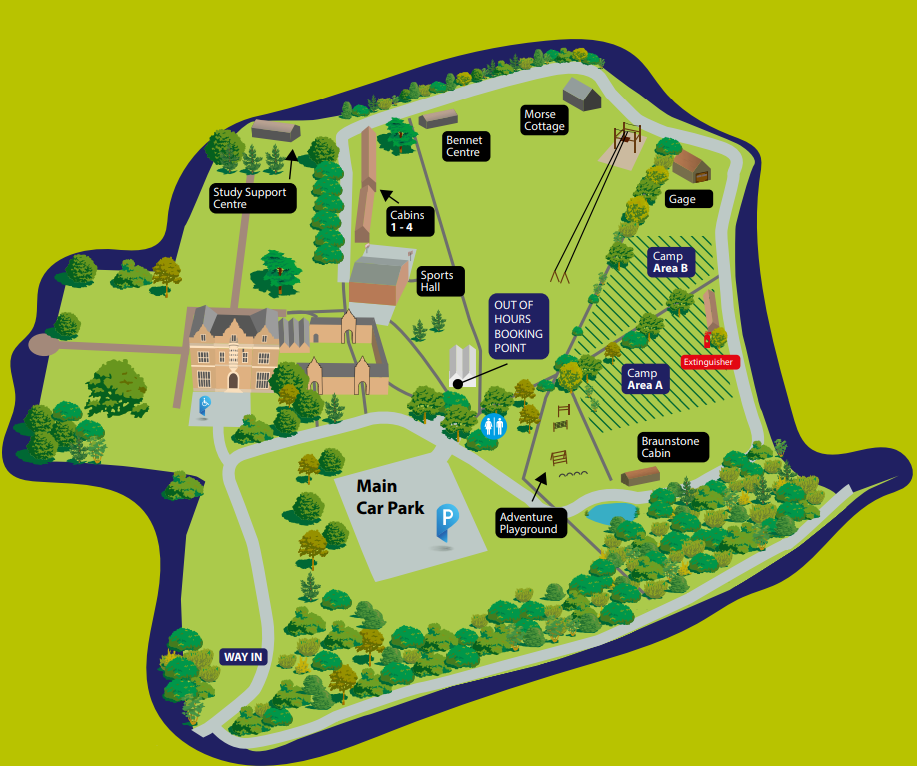 Morse
Cottage
Bennet
Centre
Study Support
Centre
Gage
Cabins
1 - 4
Camp
Area B
Sports
Hall
OUT OF
HOURS
BOOKING
POINT
Extinguisher
Camp
Area A
Braunstone
Cabin
Main
Car Park
P
Adventure
Playground
WAY IN